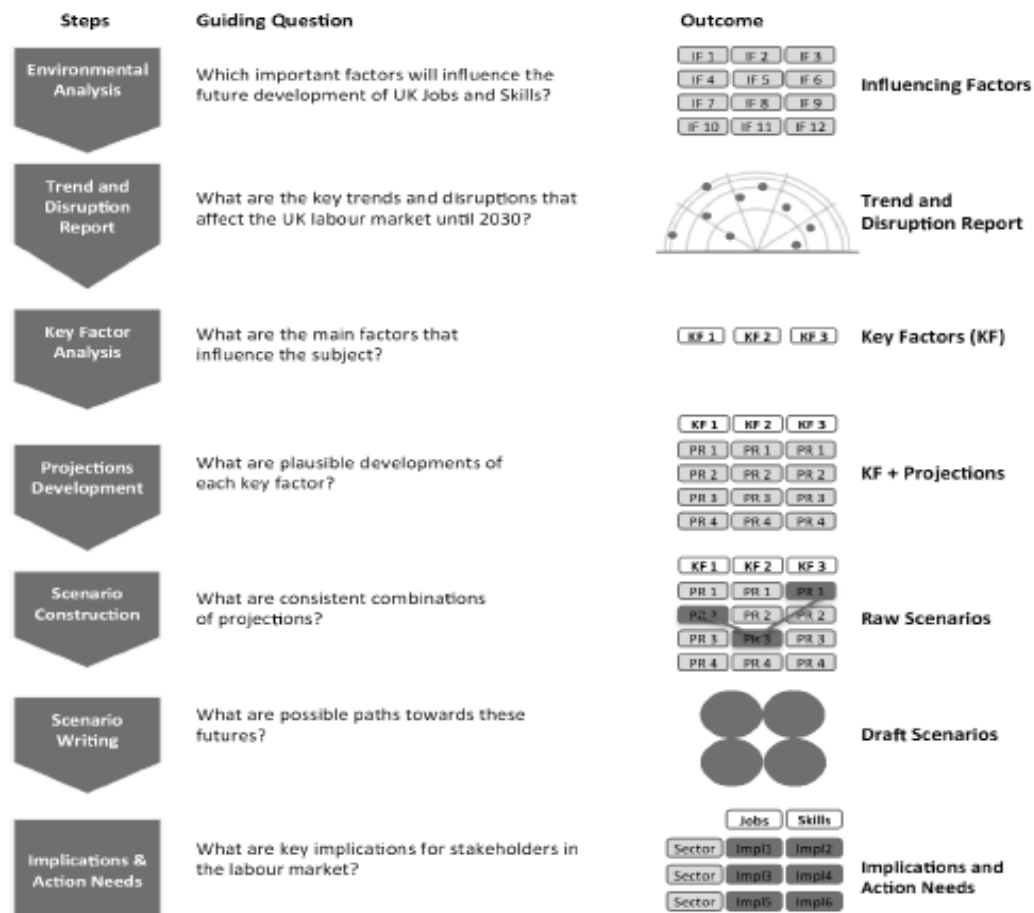 Steps
Guiding Question
Outcome
Environmental
Analysis
Which important factors will influence the
future development of UK Jobs and Skills?
IF 1 IF 2 IF 3
IF 4 IF 5 IF 6
IF 7 IF 8 IF 9
IF 10 IF 11 IF 12
Influencing Factors
Trend and
Disruption
Report
What are the key trends and disruptions that
affect the UK labour market until 2030?
Trend and
Disruption Report
Key Factor
Analysis
What are the main factors that
influence the subject?
KF 1 KF 2 KF 3
Key Factors (KF)
Projections
Development
What are plausible developments of
each key factor?
KF 1 KF 2 KF 3
PR 1 PR 1 PR 1
PR 2 PR 2 PR 2
PR 3 PR 3 PR 3
PR 4 PR 4 PR 4
KF + Projections
Scenario
Construction
What are consistent combinations
of projections?
KF 1 KF 2 KF 3
PR 1 PR 1 PR 1
PR 2 PR 2 PR 2
PR 3 PR 3 PR 3
PR 4 PR 4 PR 4
Raw Scenarios
Scenario
Writing
What are possible paths towards these
futures?
Draft Scenarios
Implications &
Action Needs
What are key implications for stakeholders in
the labour market?
Jobs Skills
Sector Impl1 Impl2
Sector Impl3 Impl4
Sector Impl5 Impl6
Implications and
Action Needs